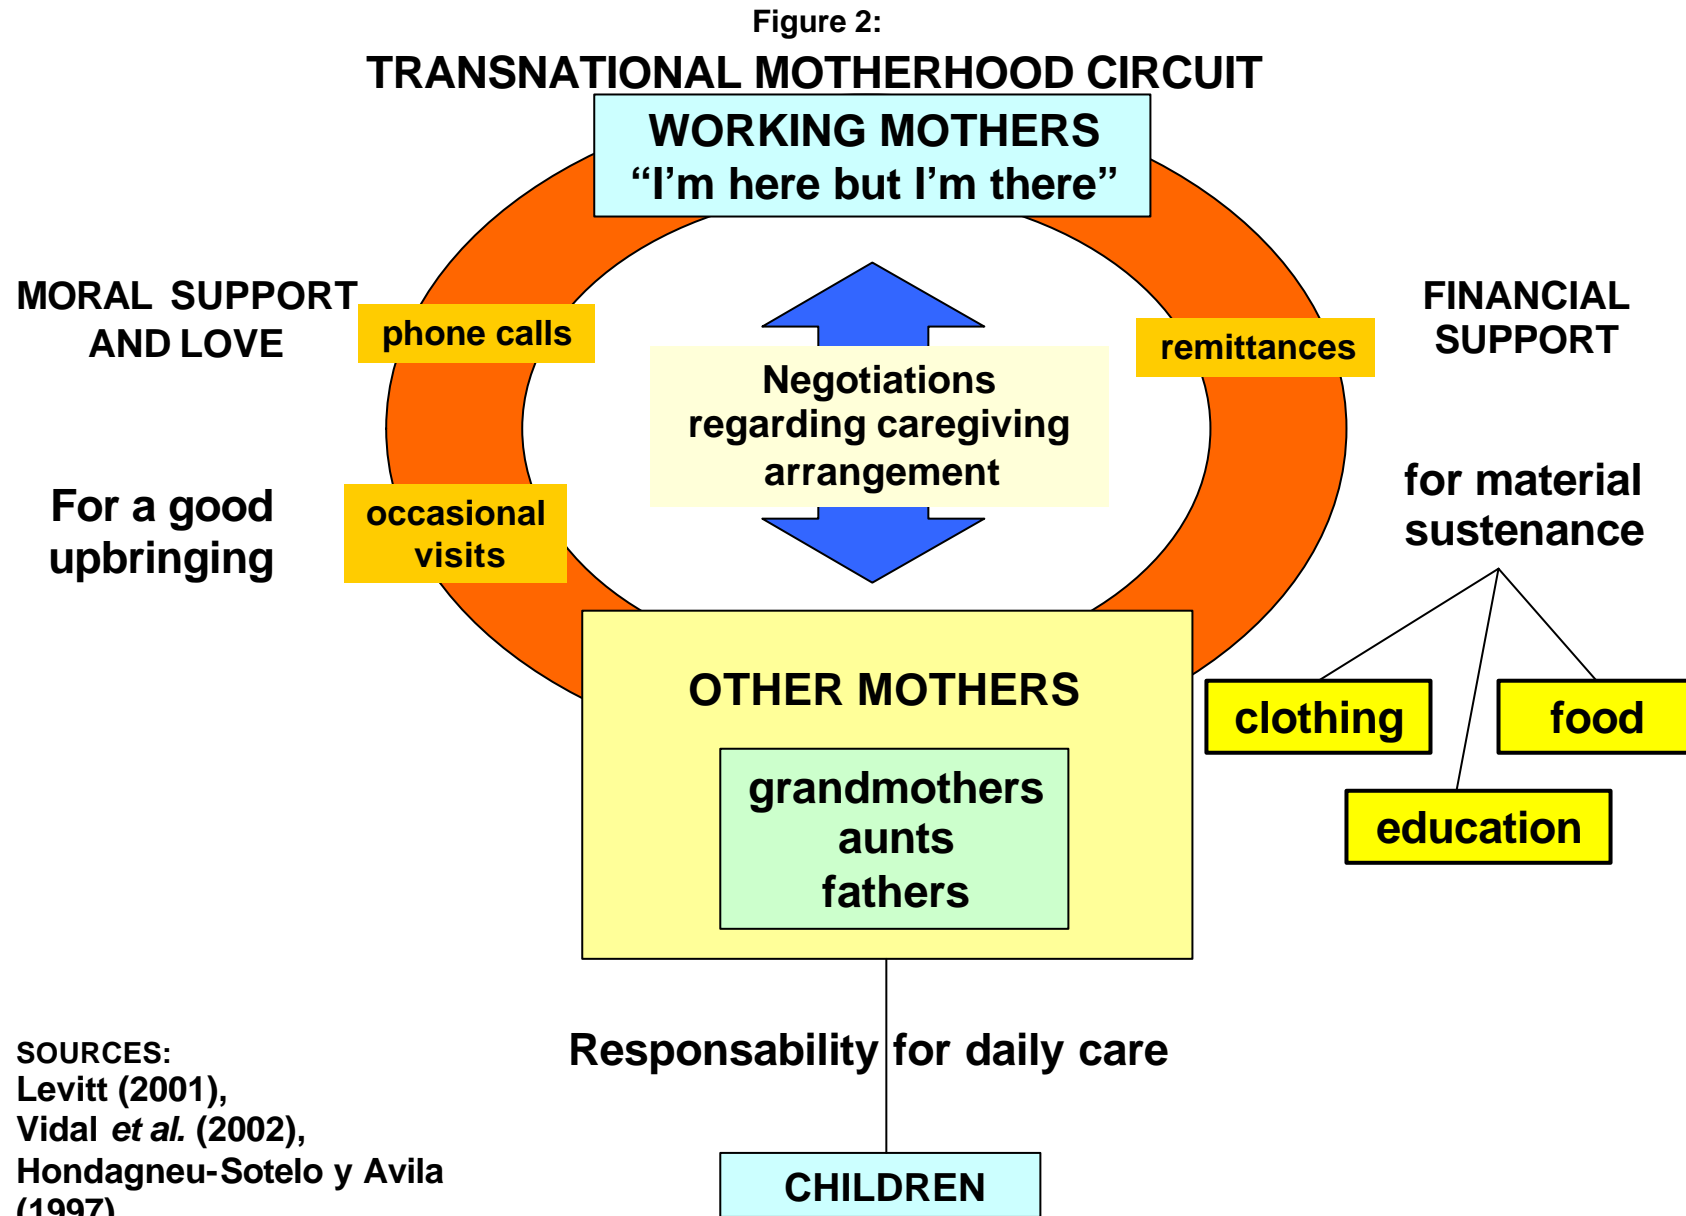 Figure 2:
TRANSNATIONAL MOTHERHOOD CIRCUIT
WORKING MOTHERS
“I’m here but I’m there”
MORAL SUPPORT
AND LOVE
phone calls
remittances
FINANCIAL
SUPPORT
Negotiations
regarding caregiving
arrangement
For a good
upbringing
occasional
visits
for material
sustenance
OTHER MOTHERS
grandmothers
aunts
fathers
clothing
food
education
Responsability for daily care
SOURCES:
Levitt (2001),
Vidal et al. (2002),
Hondagneu-Sotelo y Avila
(1997)
CHILDREN